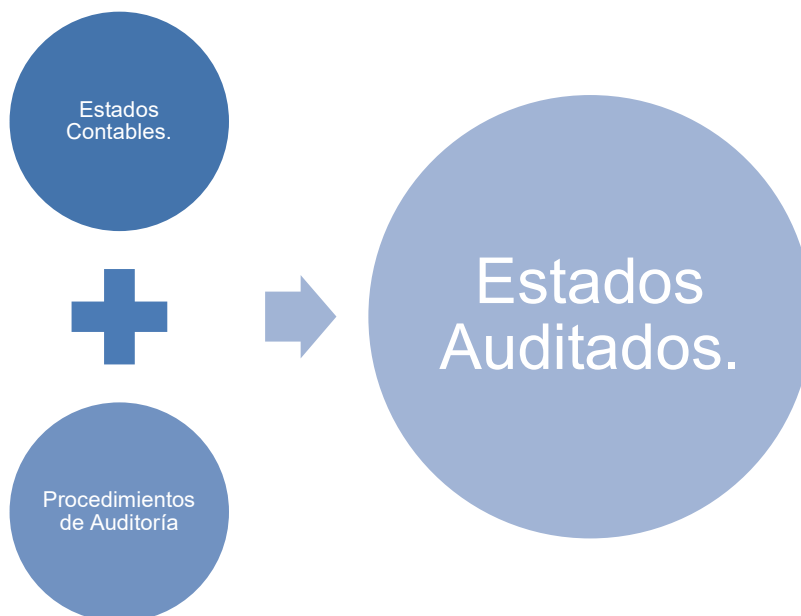 Estados
Contables.
Procedimientos
de Auditoría
Estados
Auditados.